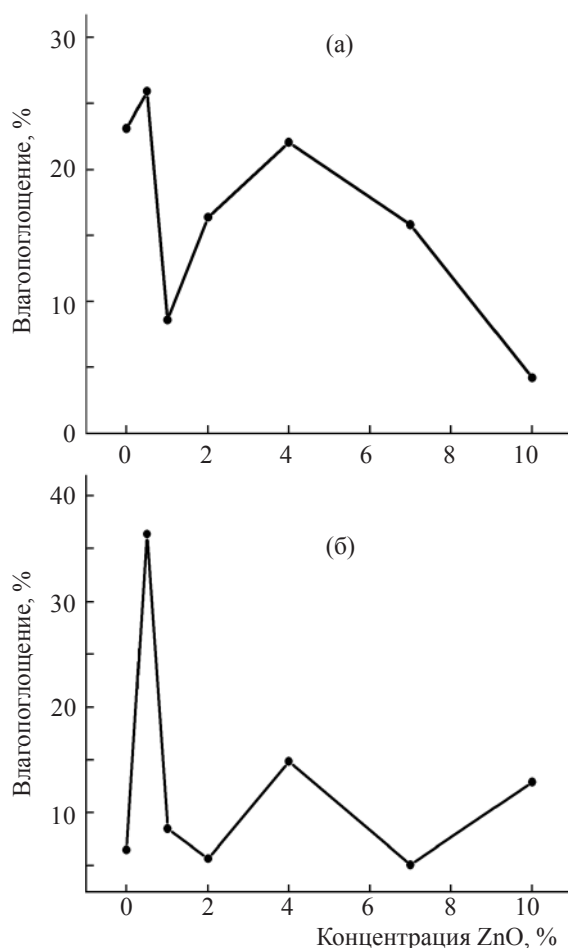 (а)
Влагопоглощение, %
30
20
10
0
0 2 4 6 8 10
(б)
Влагопоглощение, %
40
30
20
10
0 2 4 6 8 10
Концентрация ZnO, %